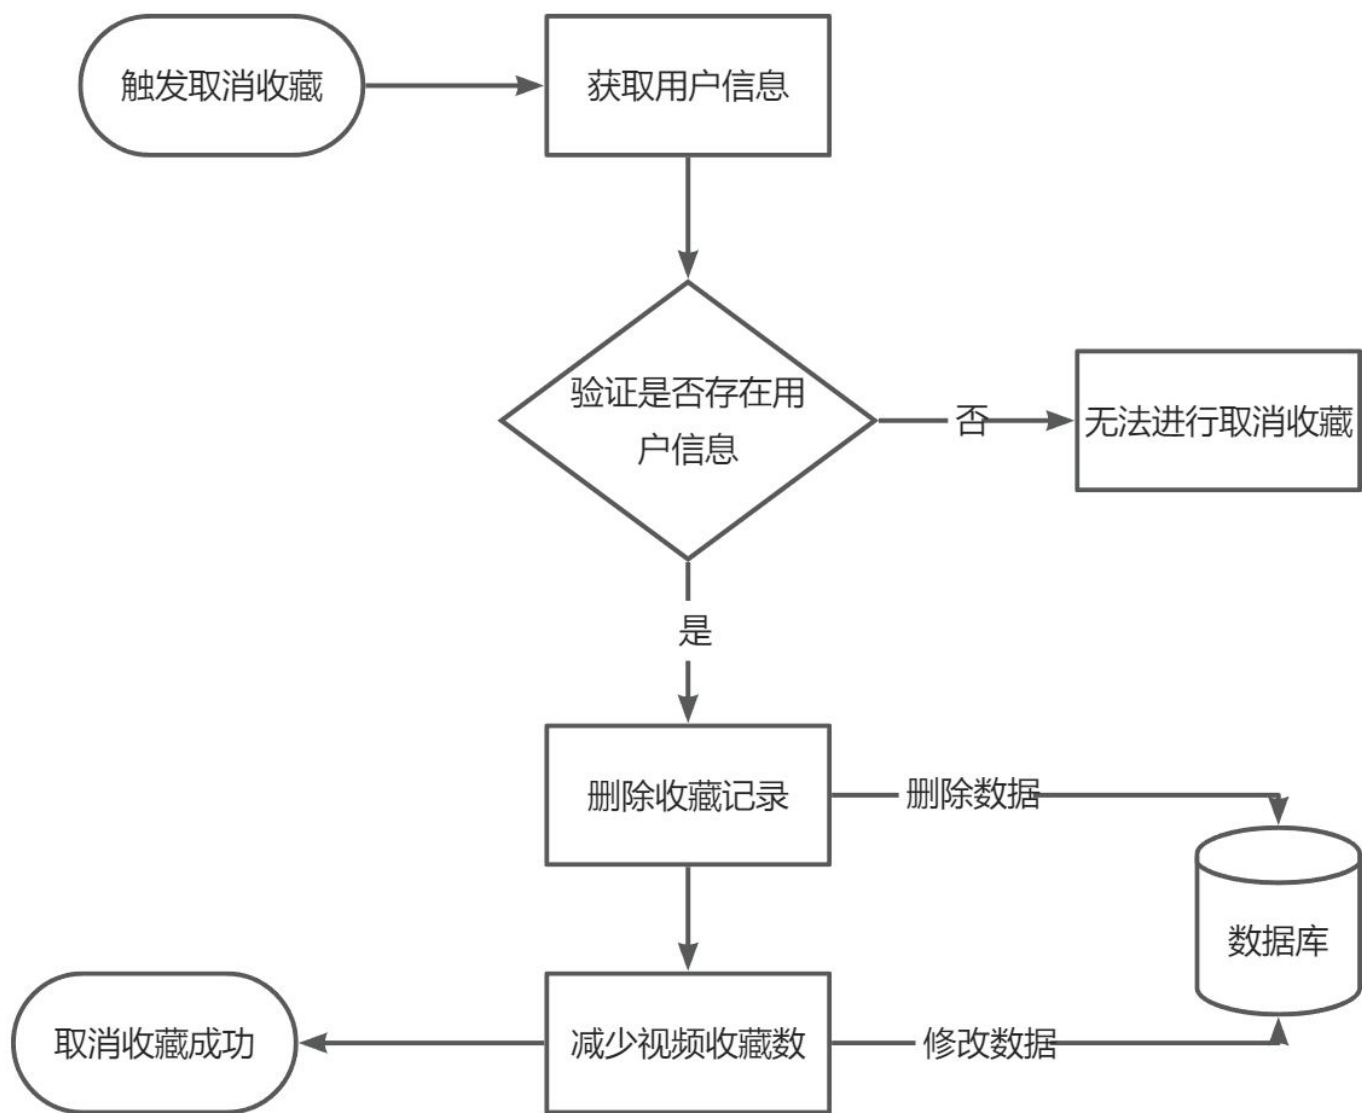 触发取消收藏
获取用户信息
验证是否存在用
户信息
否
无法进行取消收藏
是
删除收藏记录
删除数据
数据库
取消收藏成功
减少视频收藏数
修改数据